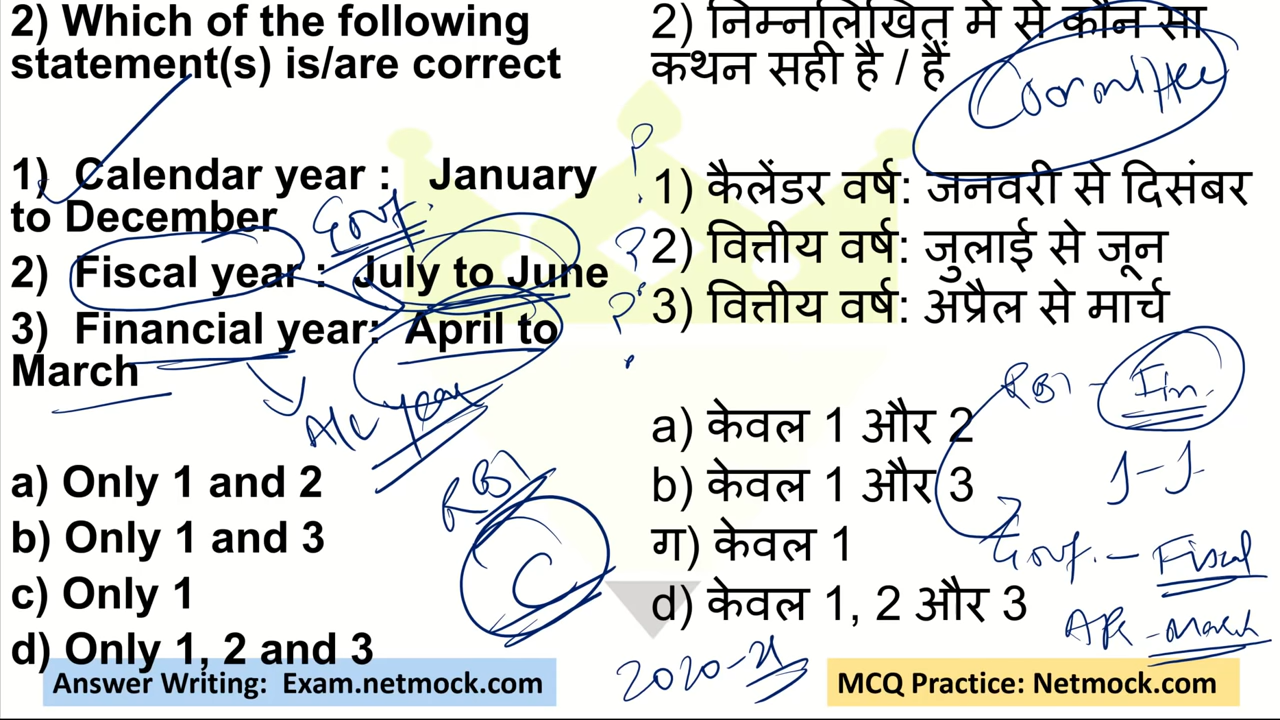 2) Which of the following
statement(s) is/are correct
1) Calendar year : January
to December
2) Fiscal year : July to June
3) Financial year: April to
March
a) Only 1 and 2
b) Only 1 and 3
c) Only 1
d) Only 1, 2 and 3
2) निम्नलिखित में से कौन सा
कथन सही है / हैं
1) कैलेंडर वर्ष: जनवरी से दिसंबर
2) वित्तीय वर्ष: जुलाई से जून
3) वित्तीय वर्ष: अप्रैल से मार्च
a) केवल 1 और 2
b) केवल 1 और 3
ग) केवल 1
d) केवल 1, 2 और 3
Committee
Govt.
?
?
?
A/c year
RBI
C
RBI - Fin.
J-J
Govt. - Fiscal
Apr - March
2020-21
Answer Writing: Exam.netmock.com
MCQ Practice: Netmock.com